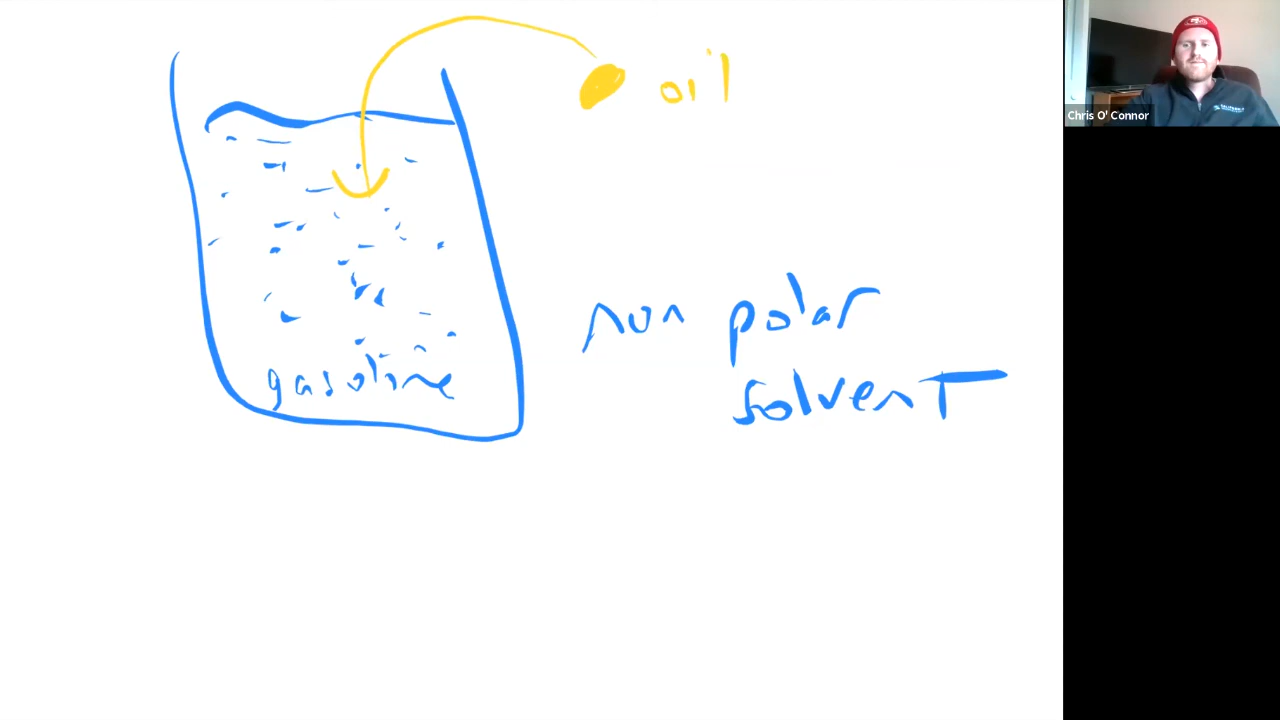 oil
non polar
solvent
gasoline
Chris O' Connor